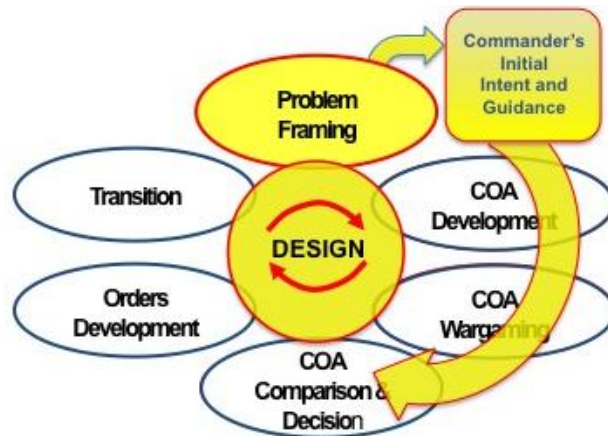 Commander's
Initial
Intent and
Guidance
Problem
Framing
Transition
COA
Development
DESIGN
Orders
Development
COA
Wargaming
COA
Comparison &
Decision